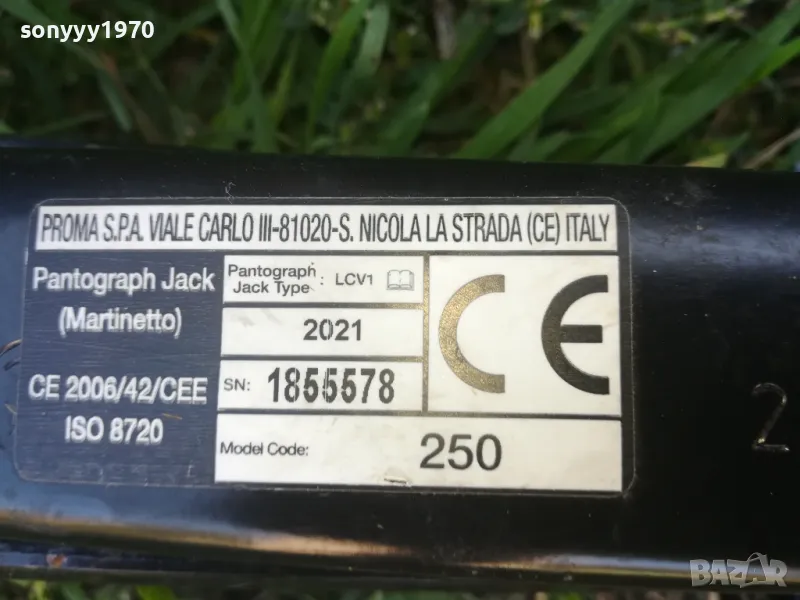 sonyyy1970
PROMA S.P.A. VIALE CARLO III-81020-S. NICOLA LA STRADA (CE) ITALY
Pantograph Jack
(Martinetto)
CE 2006/42/CEE
ISO 8720
Pantograph
Jack Type : LCV1
2021
SN: 1855578
Model Code: 250
CE
2
BAZAR